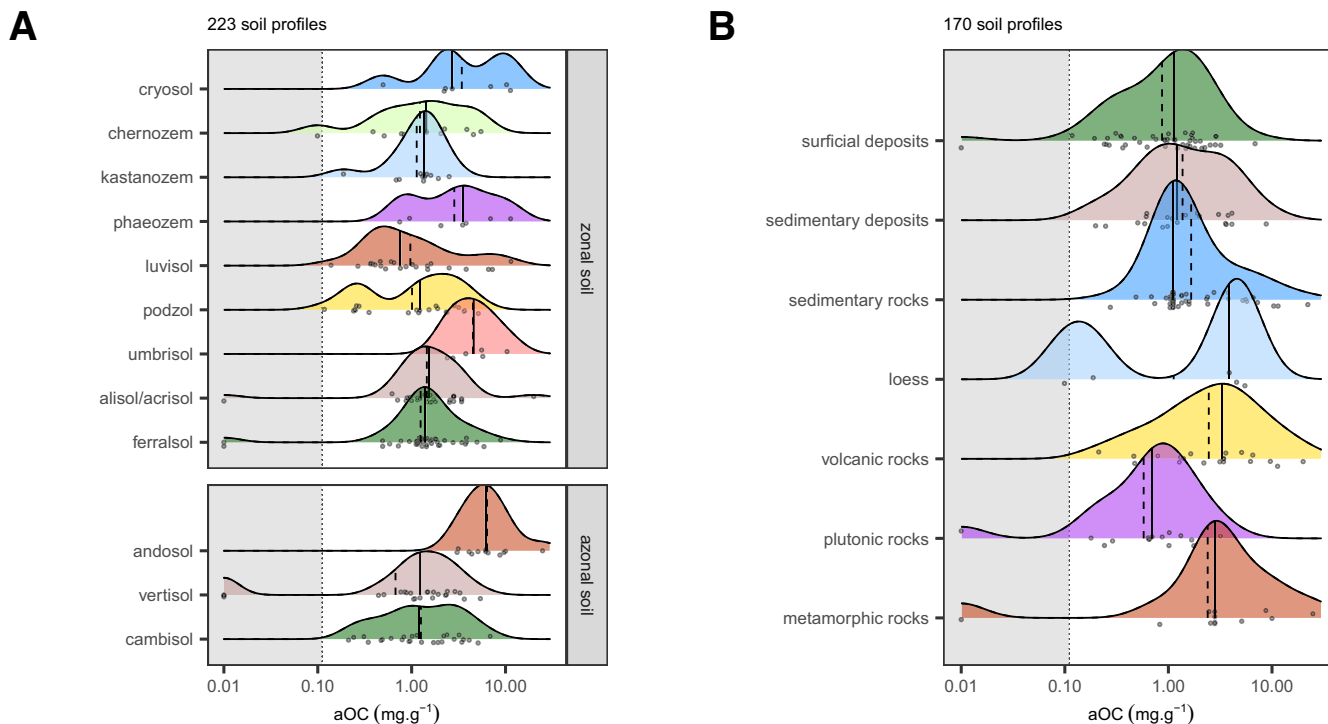 A
223 soil profiles
cryosol
chernozem
kastanozem
phaeozem
luvisol
podzol
umbrisol
alisol/acrisol
ferralsol
zonal soil
andosol
vertisol
cambisol
azonal soil
0.01 0.10 1.00 10.00
aOC (mg.g⁻¹)
B
170 soil profiles
surficial deposits
sedimentary deposits
sedimentary rocks
loess
volcanic rocks
plutonic rocks
metamorphic rocks
0.01 0.10 1.00 10.00
aOC (mg.g⁻¹)